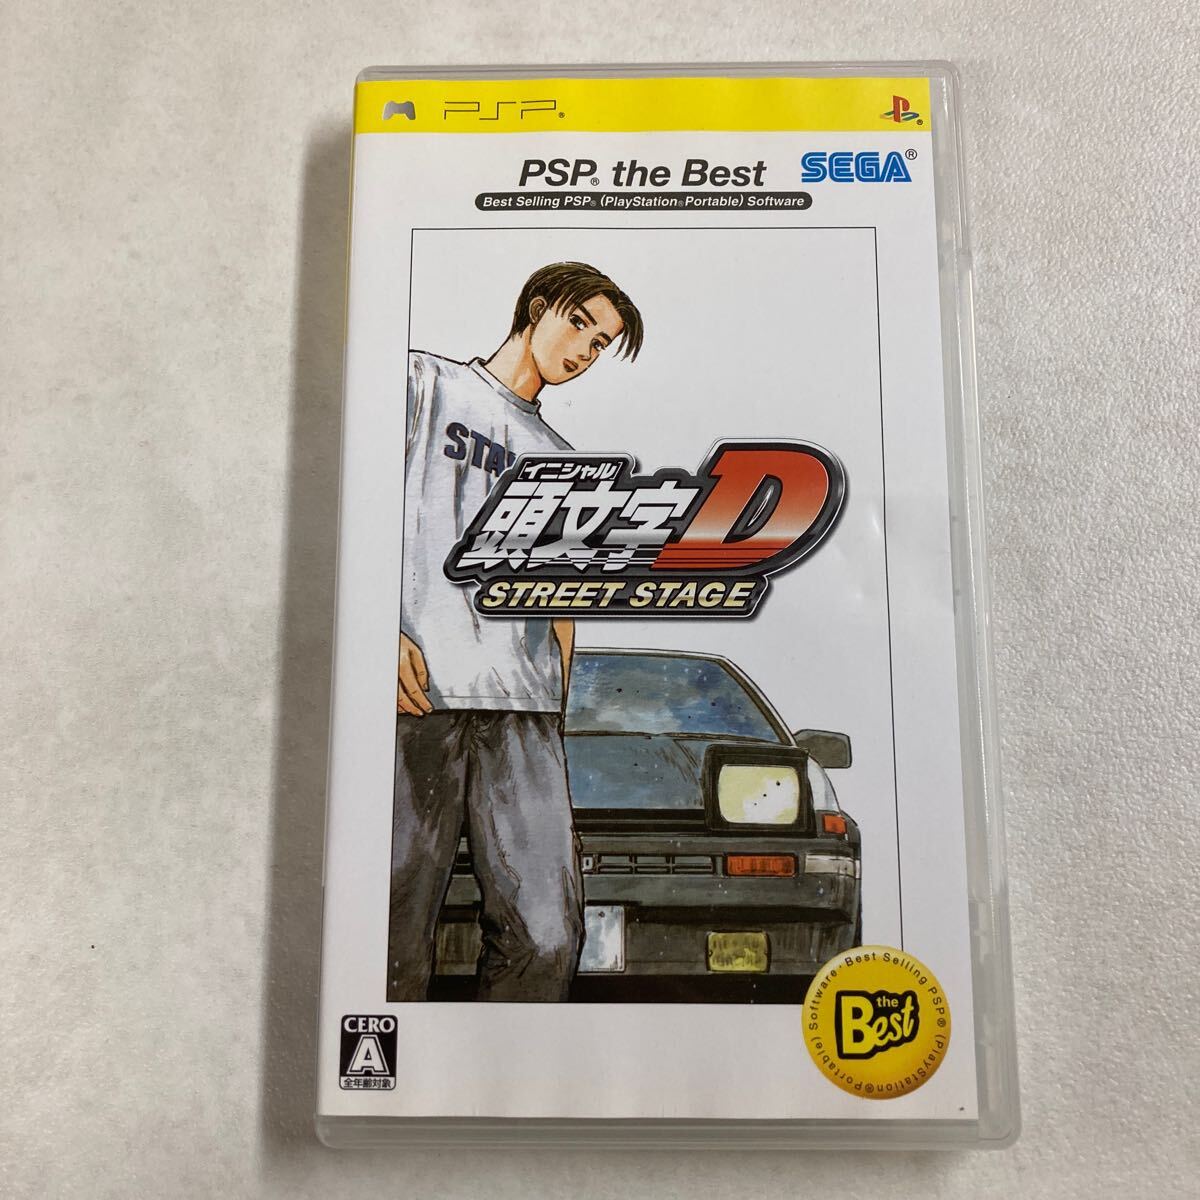 PSP®
®
PSP® the Best
SEGA®
Best Selling PSP® (PlayStation®Portable) Software
STA
[イニシャル]
頭文字D
STREET STAGE
CERO
A
全年齢対象
Best Selling PSP® (PlayStation®Portable) Software・
the
Best